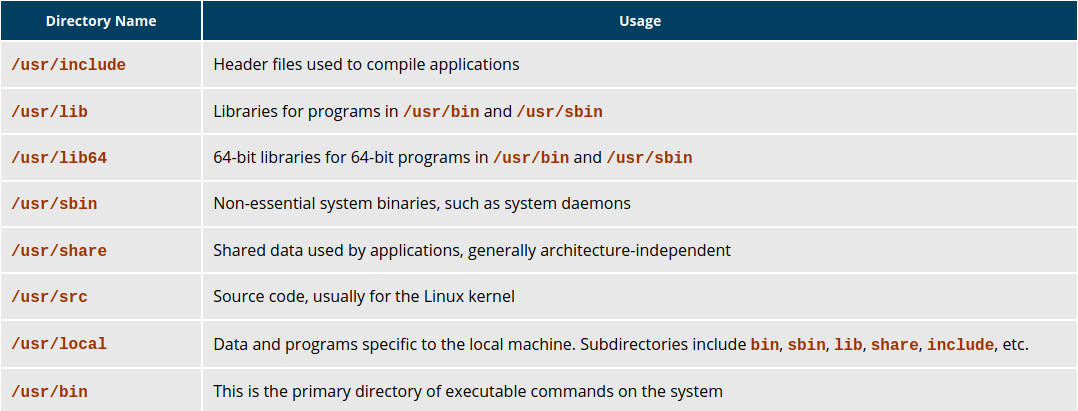 Directory Name Usage
/usr/include Header files used to compile applications
/usr/lib Libraries for programs in /usr/bin and /usr/sbin
/usr/lib64 64-bit libraries for 64-bit programs in /usr/bin and /usr/sbin
/usr/sbin Non-essential system binaries, such as system daemons
/usr/share Shared data used by applications, generally architecture-independent
/usr/src Source code, usually for the Linux kernel
/usr/local Data and programs specific to the local machine. Subdirectories include bin, sbin, lib, share, include, etc.
/usr/bin This is the primary directory of executable commands on the system